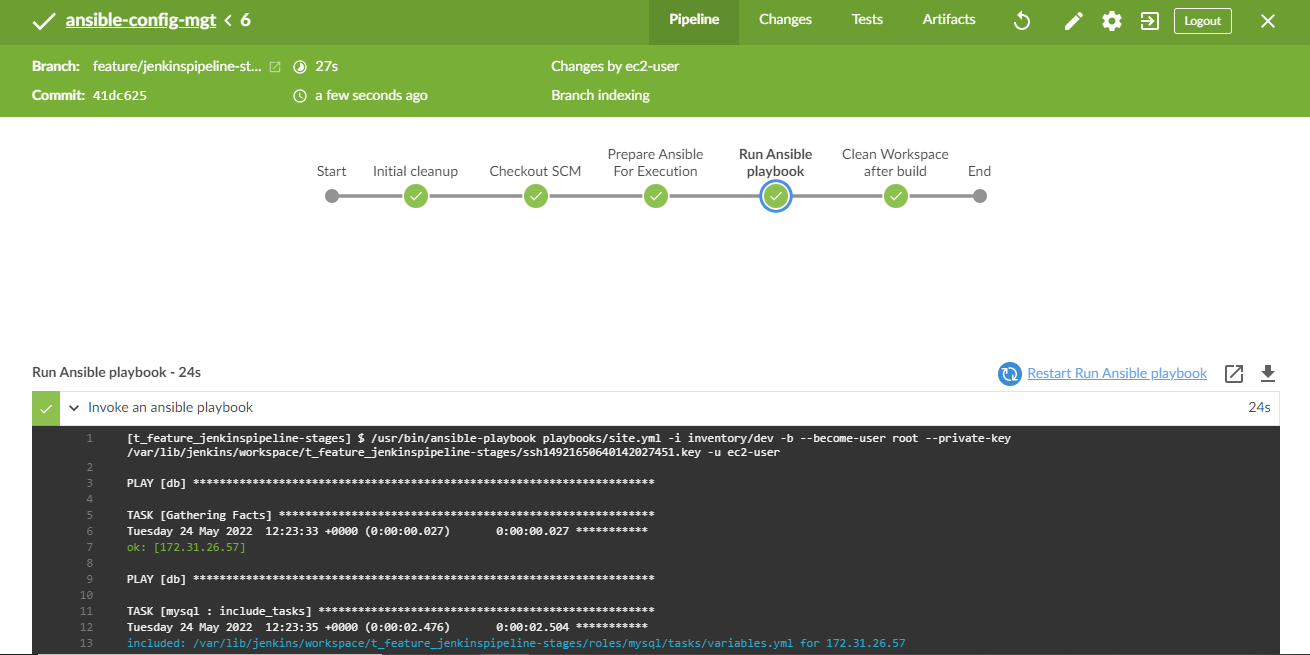 ansible-config-mgt < 6
Pipeline Changes Tests Artifacts Logout
Branch: feature/jenkinspipeline-st... 27s Changes by ec2-user
Commit: 41dc625 a few seconds ago Branch indexing
Start Initial cleanup Checkout SCM Prepare Ansible For Execution Run Ansible playbook Clean Workspace after build End
Run Ansible playbook - 24s Restart Run Ansible playbook
Invoke an ansible playbook 24s
1 [t_feature_jenkinspipeline-stages] $ /usr/bin/ansible-playbook playbooks/site.yml -i inventory/dev -b --become-user root --private-key
/var/lib/jenkins/workspace/t_feature_jenkinspipeline-stages/ssh14921650640142027451.key -u ec2-user
2
3 PLAY [db] **********************************************************************
4
5 TASK [Gathering Facts] *********************************************************
6 Tuesday 24 May 2022  12:23:33 +0000 (0:00:00.027)       0:00:00.027 ***********
7 ok: [172.31.26.57]
8
9 PLAY [db] **********************************************************************
10
11 TASK [mysql : include_tasks] ***************************************************
12 Tuesday 24 May 2022  12:23:35 +0000 (0:00:02.476)       0:00:02.504 ***********
13 included: /var/lib/jenkins/workspace/t_feature_jenkinspipeline-stages/roles/mysql/tasks/variables.yml for 172.31.26.57